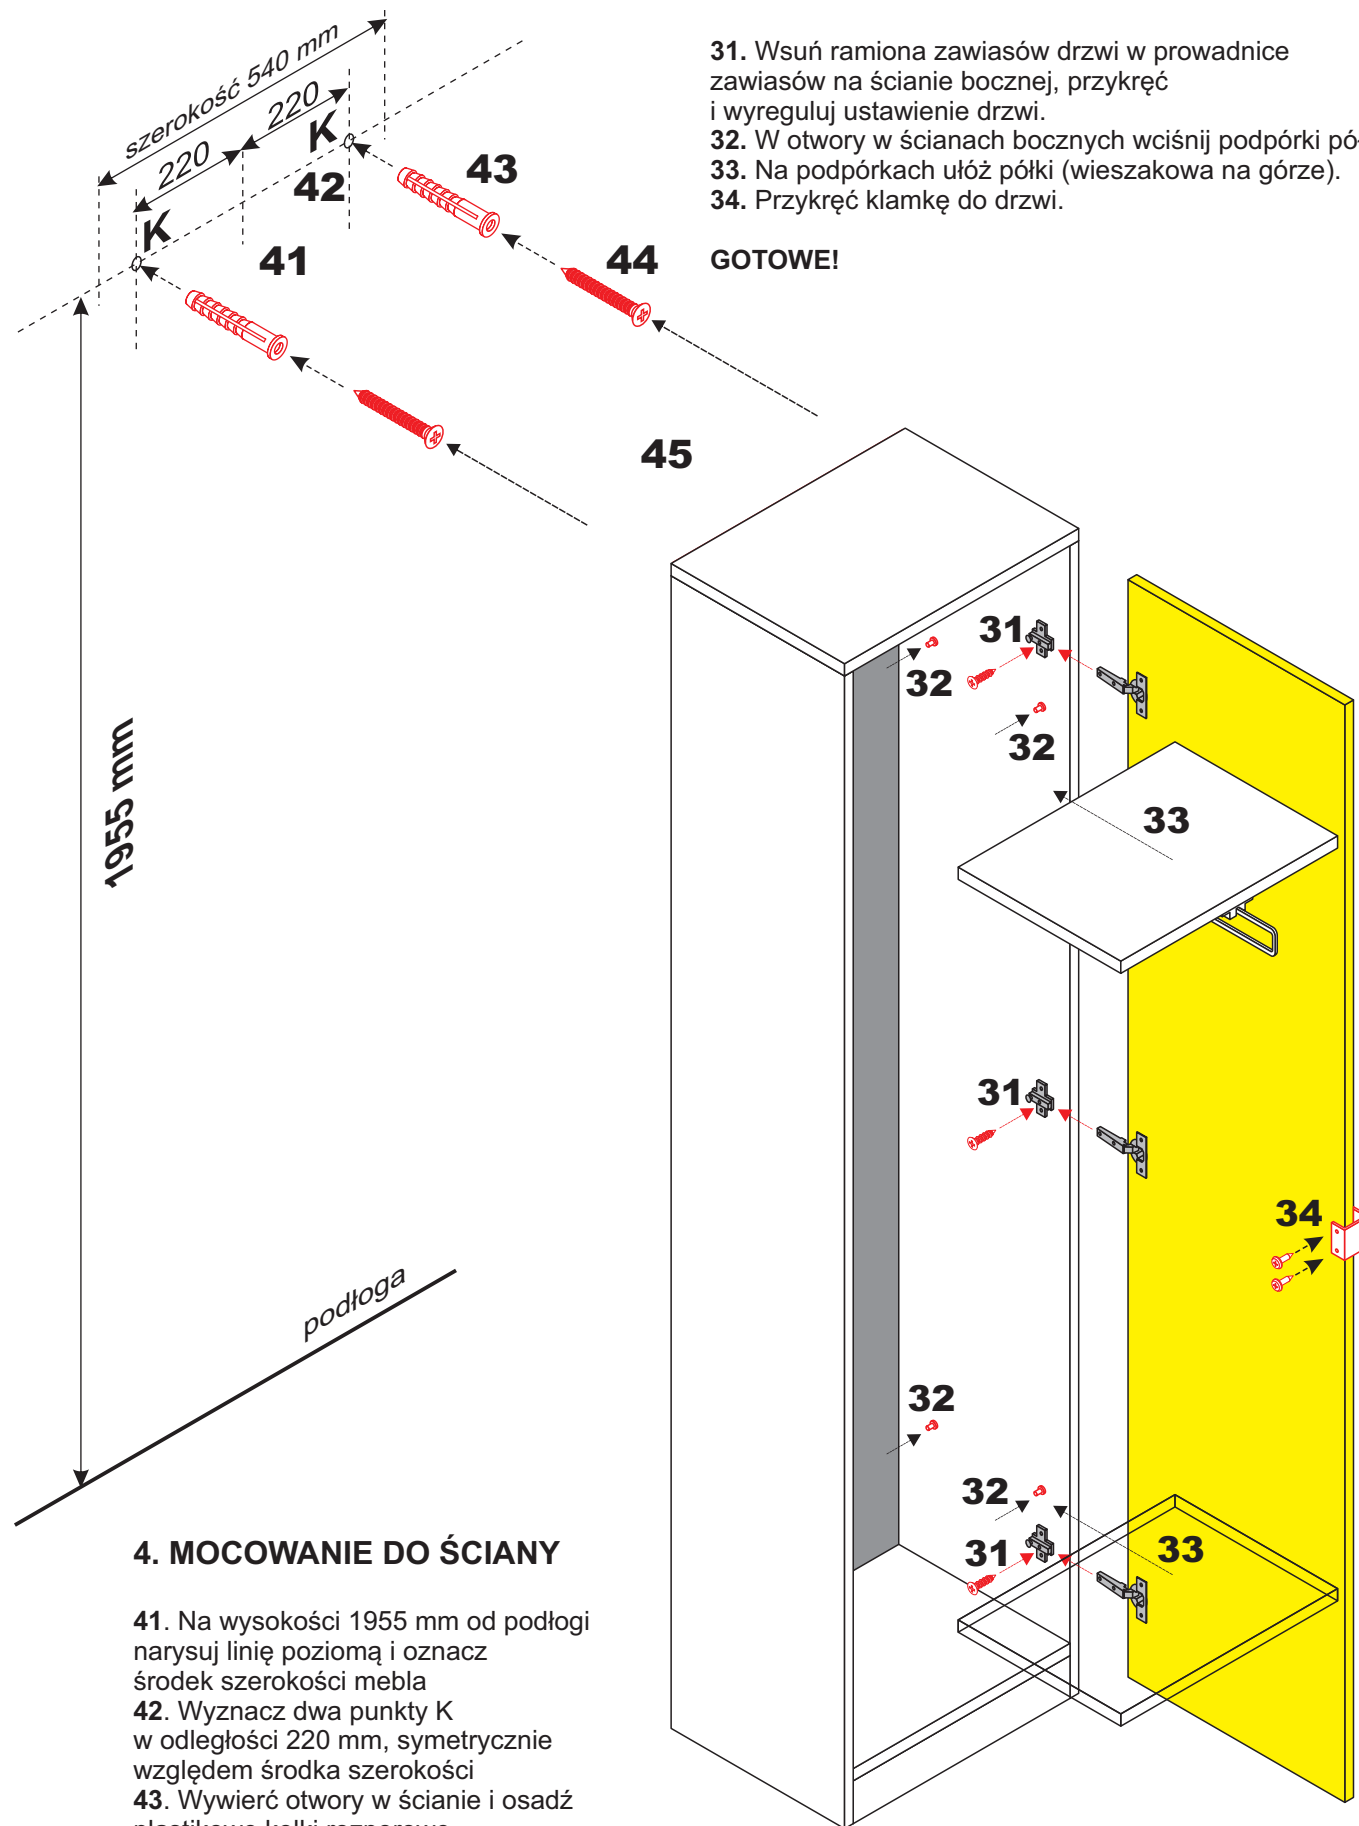 szerokość 540 mm
220
220
K
K
42
43
41
44
45
1955 mm
podłoga
31. Wsuń ramiona zawiasów drzwi w prowadnice
zawiasów na ścianie bocznej, przykręć
i wyreguluj ustawienie drzwi.
32. W otwory w ścianach bocznych wciśnij podpórki
33. Na podpórkach ułóż półki (wieszakowa na górze).
34. Przykręć klamkę do drzwi.
GOTOWE!
31
32
32
33
31
34
32
32
31
33
4. MOCOWANIE DO ŚCIANY
41. Na wysokości 1955 mm od podłogi
narysuj linię poziomą i oznacz
środek szerokości mebla
42. Wyznacz dwa punkty K
w odległości 220 mm, symetrycznie
względem środka szerokości
43. Wywierć otwory w ścianie i osadź